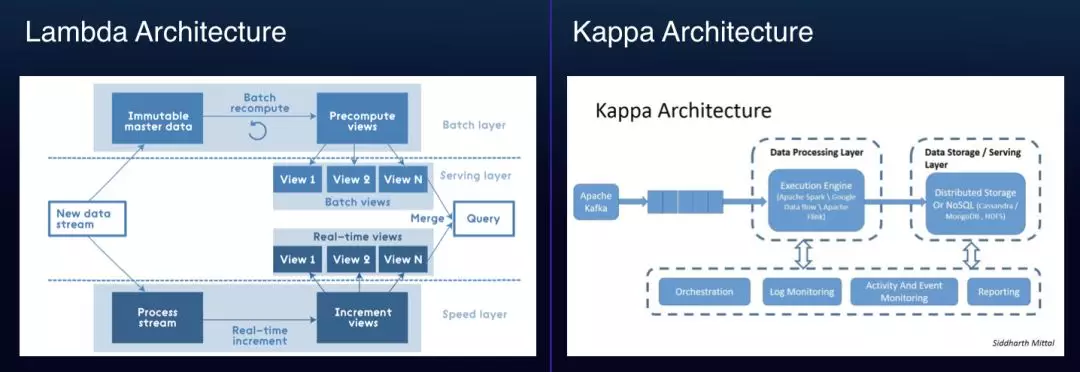 Lambda Architecture
Immutable
master data
Batch
recompute
Precompute
views
Batch layer
View 1
View 2
View N
Batch views
Serving layer
New data
stream
Merge
Query
Real-time views
View 1
View 2
View N
Process
stream
Real-time
increment
Increment
views
Speed layer
Kappa Architecture
Kappa Architecture
Apache
Kafka
Data Processing Layer
Execution Engine
(Apache Spark \ Google
Data flow \Apache
Flink)
Data Storage / Serving
Layer
Distributed Storage
Or NoSQL (Cassandra /
MongoDB , HDFS)
Orchestration
Log Monitoring
Activity And Event
Monitoring
Reporting
Siddharth Mittal